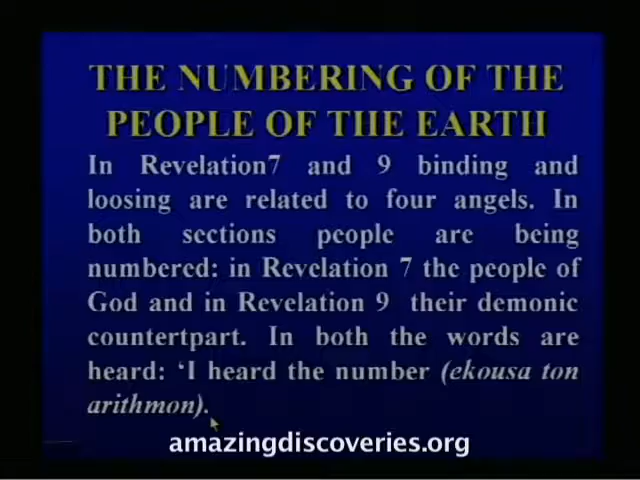 THE NUMBERING OF THE
PEOPLE OF THE EARTH
In Revelation7 and 9 binding and
loosing are related to four angels. In
both sections people are being
numbered: in Revelation 7 the people of
God and in Revelation 9 their demonic
countertpart. In both the words are
heard: ‘I heard the number (ekousa ton
arithmon).
amazingdiscoveries.org